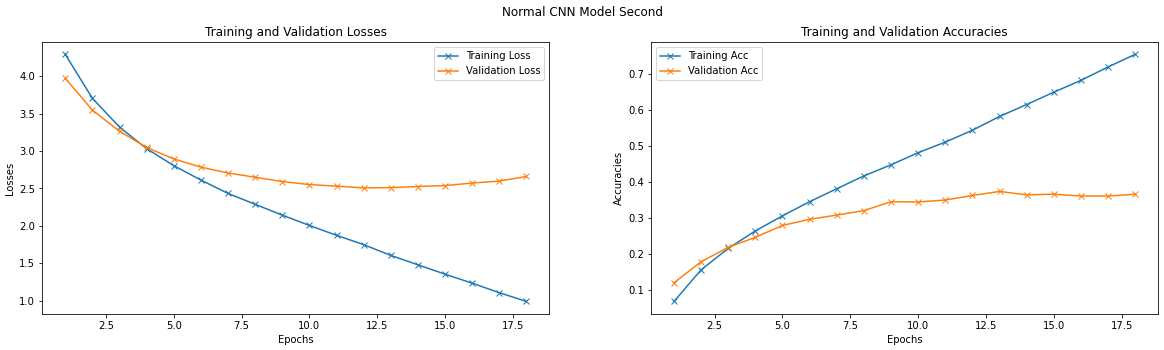 Normal CNN Model Second
Training and Validation Losses
Training Loss
Validation Loss
4.0
3.5
3.0
2.5
2.0
1.5
1.0
Losses
2.5
5.0
7.5
10.0
12.5
15.0
17.5
Epochs
Training and Validation Accuracies
Training Acc
Validation Acc
0.7
0.6
0.5
0.4
0.3
0.2
0.1
Accuracies
2.5
5.0
7.5
10.0
12.5
15.0
17.5
Epochs